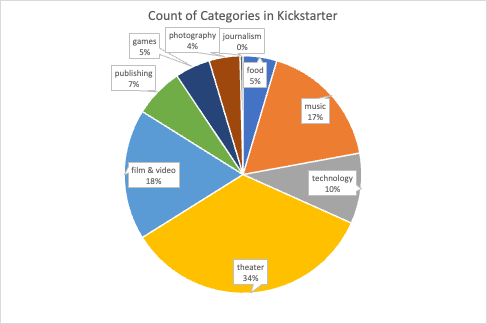 Count of Categories in Kickstarter
food
5%
music
17%
technology
10%
theater
34%
film & video
18%
publishing
7%
games
5%
photography
4%
journalism
0%